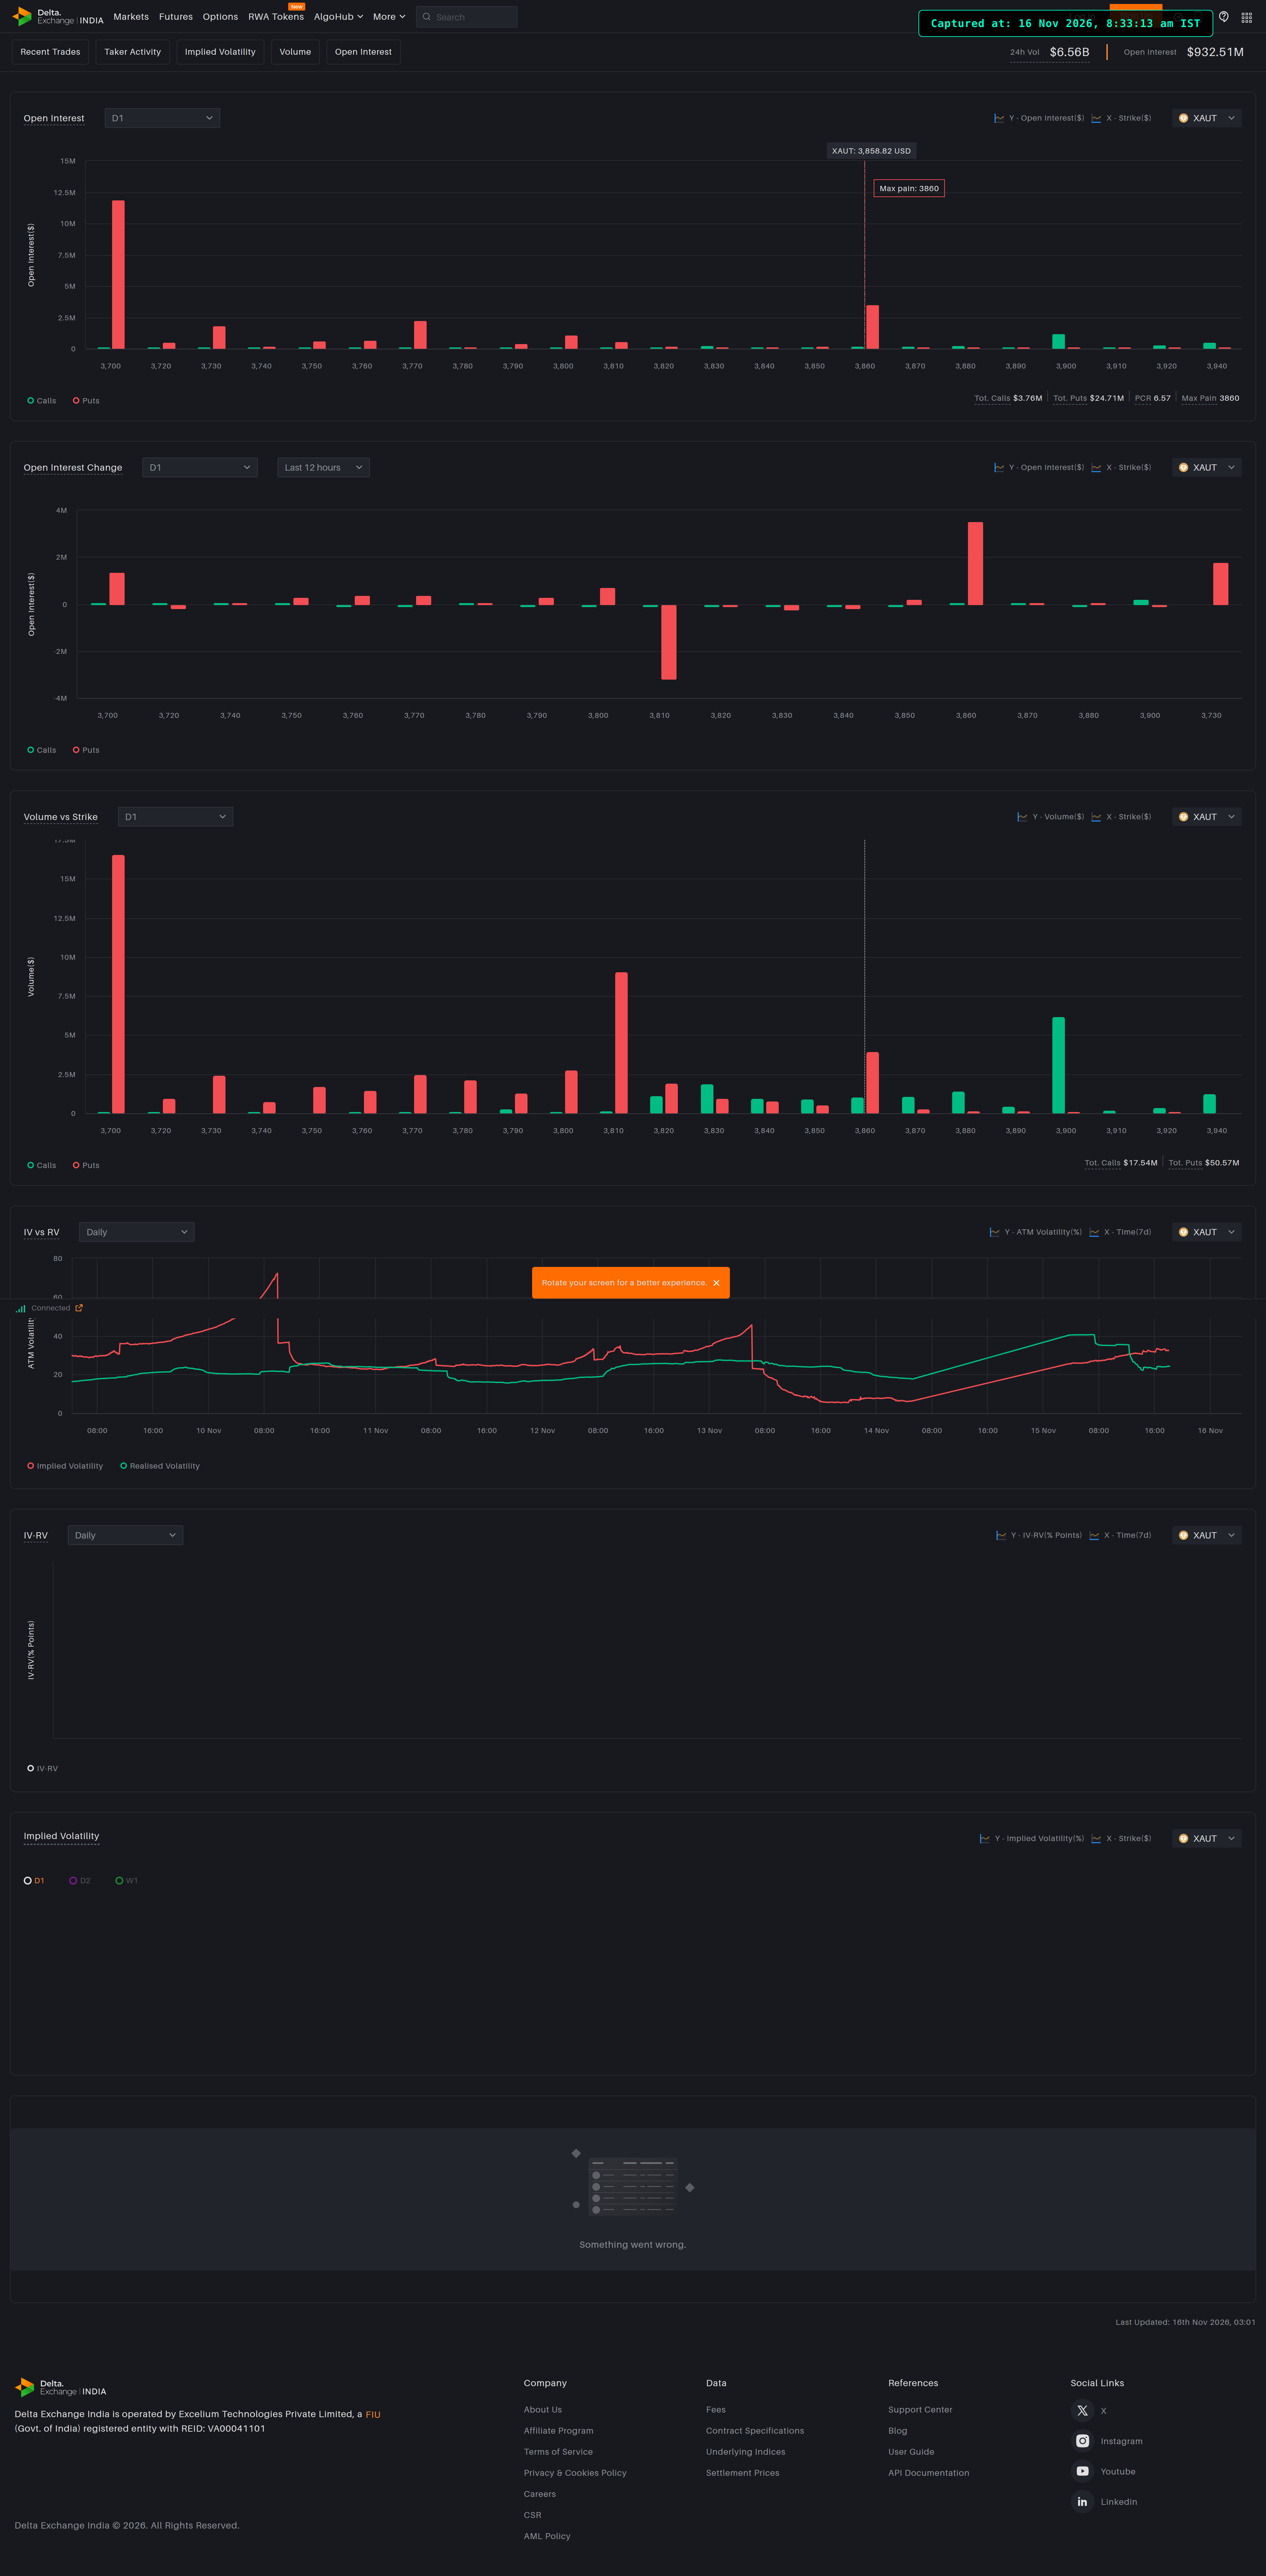 Delta.
Exchange | INDIA
Markets Futures Options RWA Tokens New AlgoHub More Search
Captured at: 16 Nov 2026, 8:33:13 am IST
Recent Trades Taker Activity Implied Volatility Volume Open Interest
24h Vol $6.56B Open Interest $932.51M
Open Interest D1 Y - Open Interest($) X - Strike($) XAUT
XAUT: 3,858.82 USD
Max pain: 3860
Open Interest($)
15M
12.5M
10M
7.5M
5M
2.5M
0
3,700 3,720 3,730 3,740 3,750 3,760 3,770 3,780 3,790 3,800 3,810 3,820 3,830 3,840 3,850 3,860 3,870 3,880 3,890 3,900 3,910 3,920 3,940
Calls Puts
Tot. Calls $3.76M Tot. Puts $24.71M PCR 6.57 Max Pain 3860
Open Interest Change D1 Last 12 hours Y - Open Interest($) X - Strike($) XAUT
Open Interest($)
4M
2M
0
-2M
-4M
3,700 3,720 3,740 3,750 3,760 3,770 3,780 3,790 3,800 3,810 3,820 3,830 3,840 3,850 3,860 3,870 3,880 3,900 3,730
Calls Puts
Volume vs Strike D1 Y - Volume($) X - Strike($) XAUT
Volume($)
17.5M
15M
12.5M
10M
7.5M
5M
2.5M
0
3,700 3,720 3,730 3,740 3,750 3,760 3,770 3,780 3,790 3,800 3,810 3,820 3,830 3,840 3,850 3,860 3,870 3,880 3,890 3,900 3,910 3,920 3,940
Calls Puts
Tot. Calls $17.54M Tot. Puts $50.57M
IV vs RV Daily Y - ATM Volatility(%) X - Time(7d) XAUT
80
60
Rotate your screen for a better experience.
Connected
ATM Volatilit
40
20
0
08:00 16:00 10 Nov 08:00 16:00 11 Nov 08:00 16:00 12 Nov 08:00 16:00 13 Nov 08:00 16:00 14 Nov 08:00 16:00 15 Nov 08:00 16:00 16 Nov
Implied Volatility Realised Volatility
IV-RV Daily Y - IV-RV(% Points) X - Time(7d) XAUT
IV-RV(% Points)
IV-RV
Implied Volatility Y - Implied Volatility(%) X - Strike($) XAUT
D1 D2 W1
Something went wrong.
Last Updated: 16th Nov 2026, 03:01
Delta.
Exchange | INDIA
Delta Exchange India is operated by Excelium Technologies Private Limited, a FIU
(Govt. of India) registered entity with REID: VA00041101
Delta Exchange India © 2026. All Rights Reserved.
Company
About Us
Affiliate Program
Terms of Service
Privacy & Cookies Policy
Careers
CSR
AML Policy
Data
Fees
Contract Specifications
Underlying Indices
Settlement Prices
References
Support Center
Blog
User Guide
API Documentation
Social Links
X
Instagram
Youtube
Linkedin